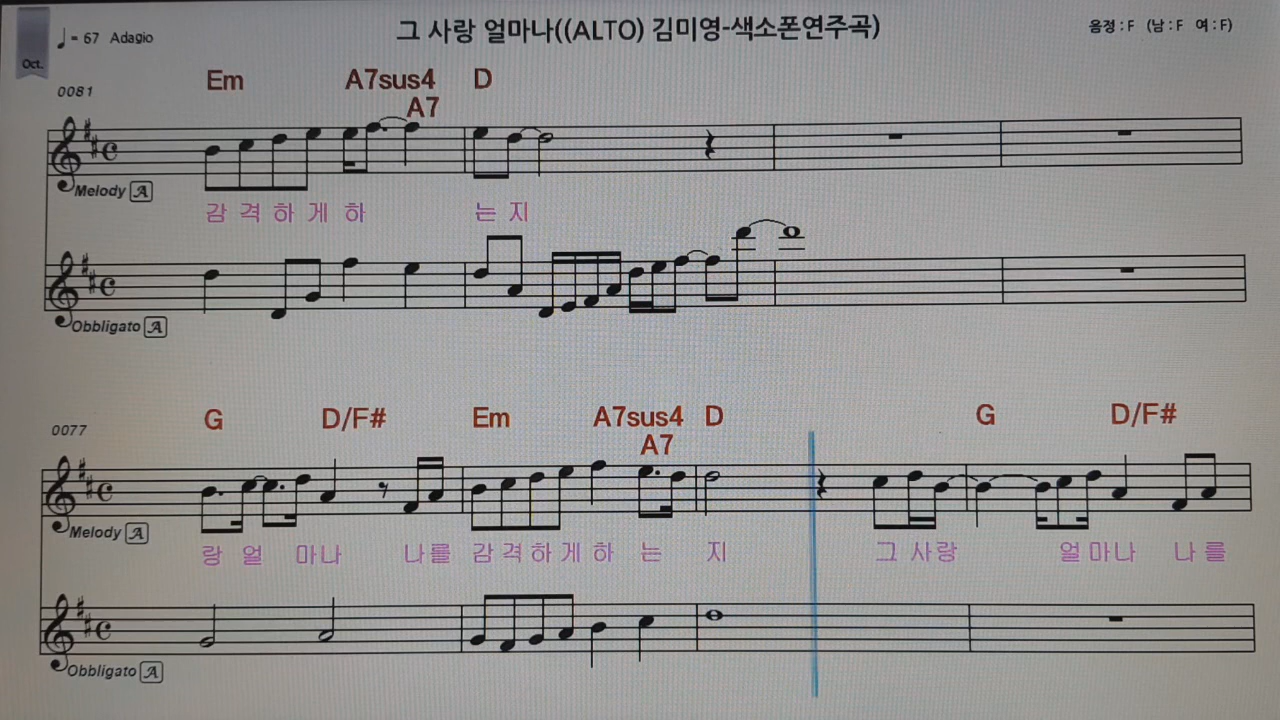 그 사랑 얼마나((ALTO) 김미영-색소폰연주곡)
♩= 67 Adagio
음정 : F (남 : F 여 : F)
Oct.
0081
Em A7sus4 D
A7
Melody A
감 격 하 게 하 는 지
Obbligato A
0077
G D/F# Em A7sus4 D G D/F#
A7
Melody A
랑 얼 마나 나를 감 격 하 게 하 는 지 그 사랑 얼 마나 나 를
Obbligato A